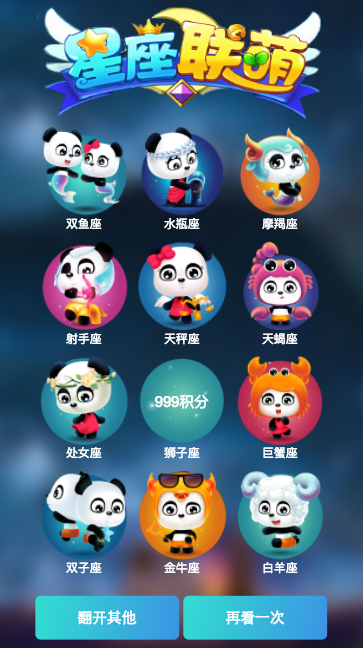 星座联萌
双鱼座 水瓶座 摩羯座
射手座 天秤座 天蝎座
999积分
处女座 狮子座 巨蟹座
双子座 金牛座 白羊座
翻开其他 再看一次